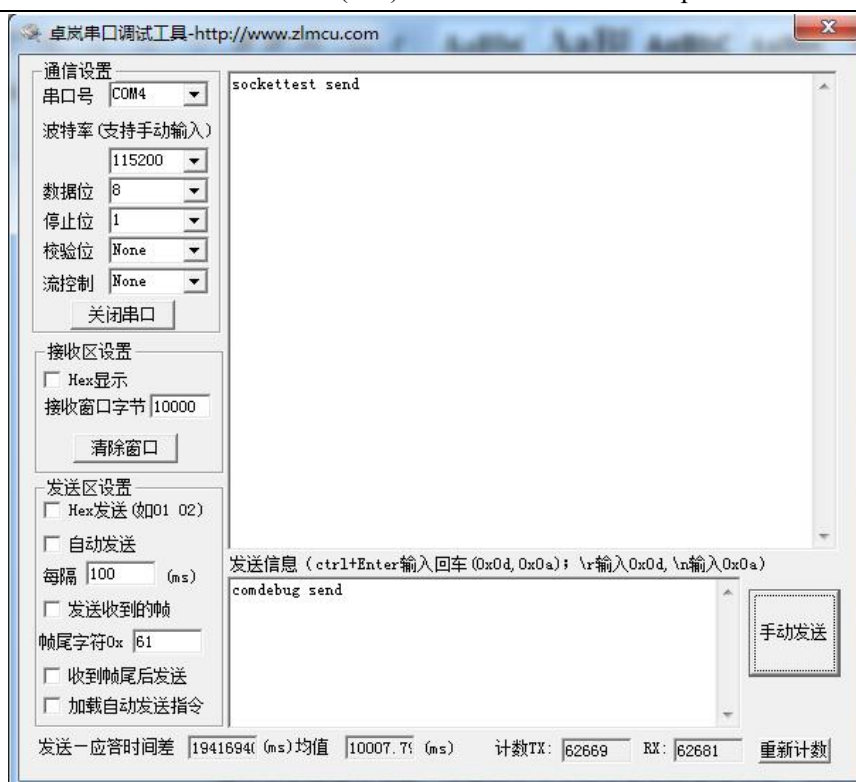 卓岚串口调试工具-http://www.zlmcu.com
X
通信设置
串口号 COM4
波特率(支持手动输入)
115200
数据位 8
停止位 1
校验位 None
流控制 None
关闭串口
接收区设置
Hex显示
接收窗口字节 10000
清除窗口
发送区设置
Hex发送(如01 02)
自动发送
每隔 100 (ms)
发送收到的帧
帧尾字符0x 61
收到帧尾后发送
加载自动发送指令
sockettest send
发送信息(ctrl+Enter输入回车(0x0d,0x0a); \r输入0x0d,\n输入0x0a)
comdebug send
手动发送
发送一应答时间差 1941694( (ms)均值 10007.7 (ms) 计数TX: 62669 RX: 62681 重新计数